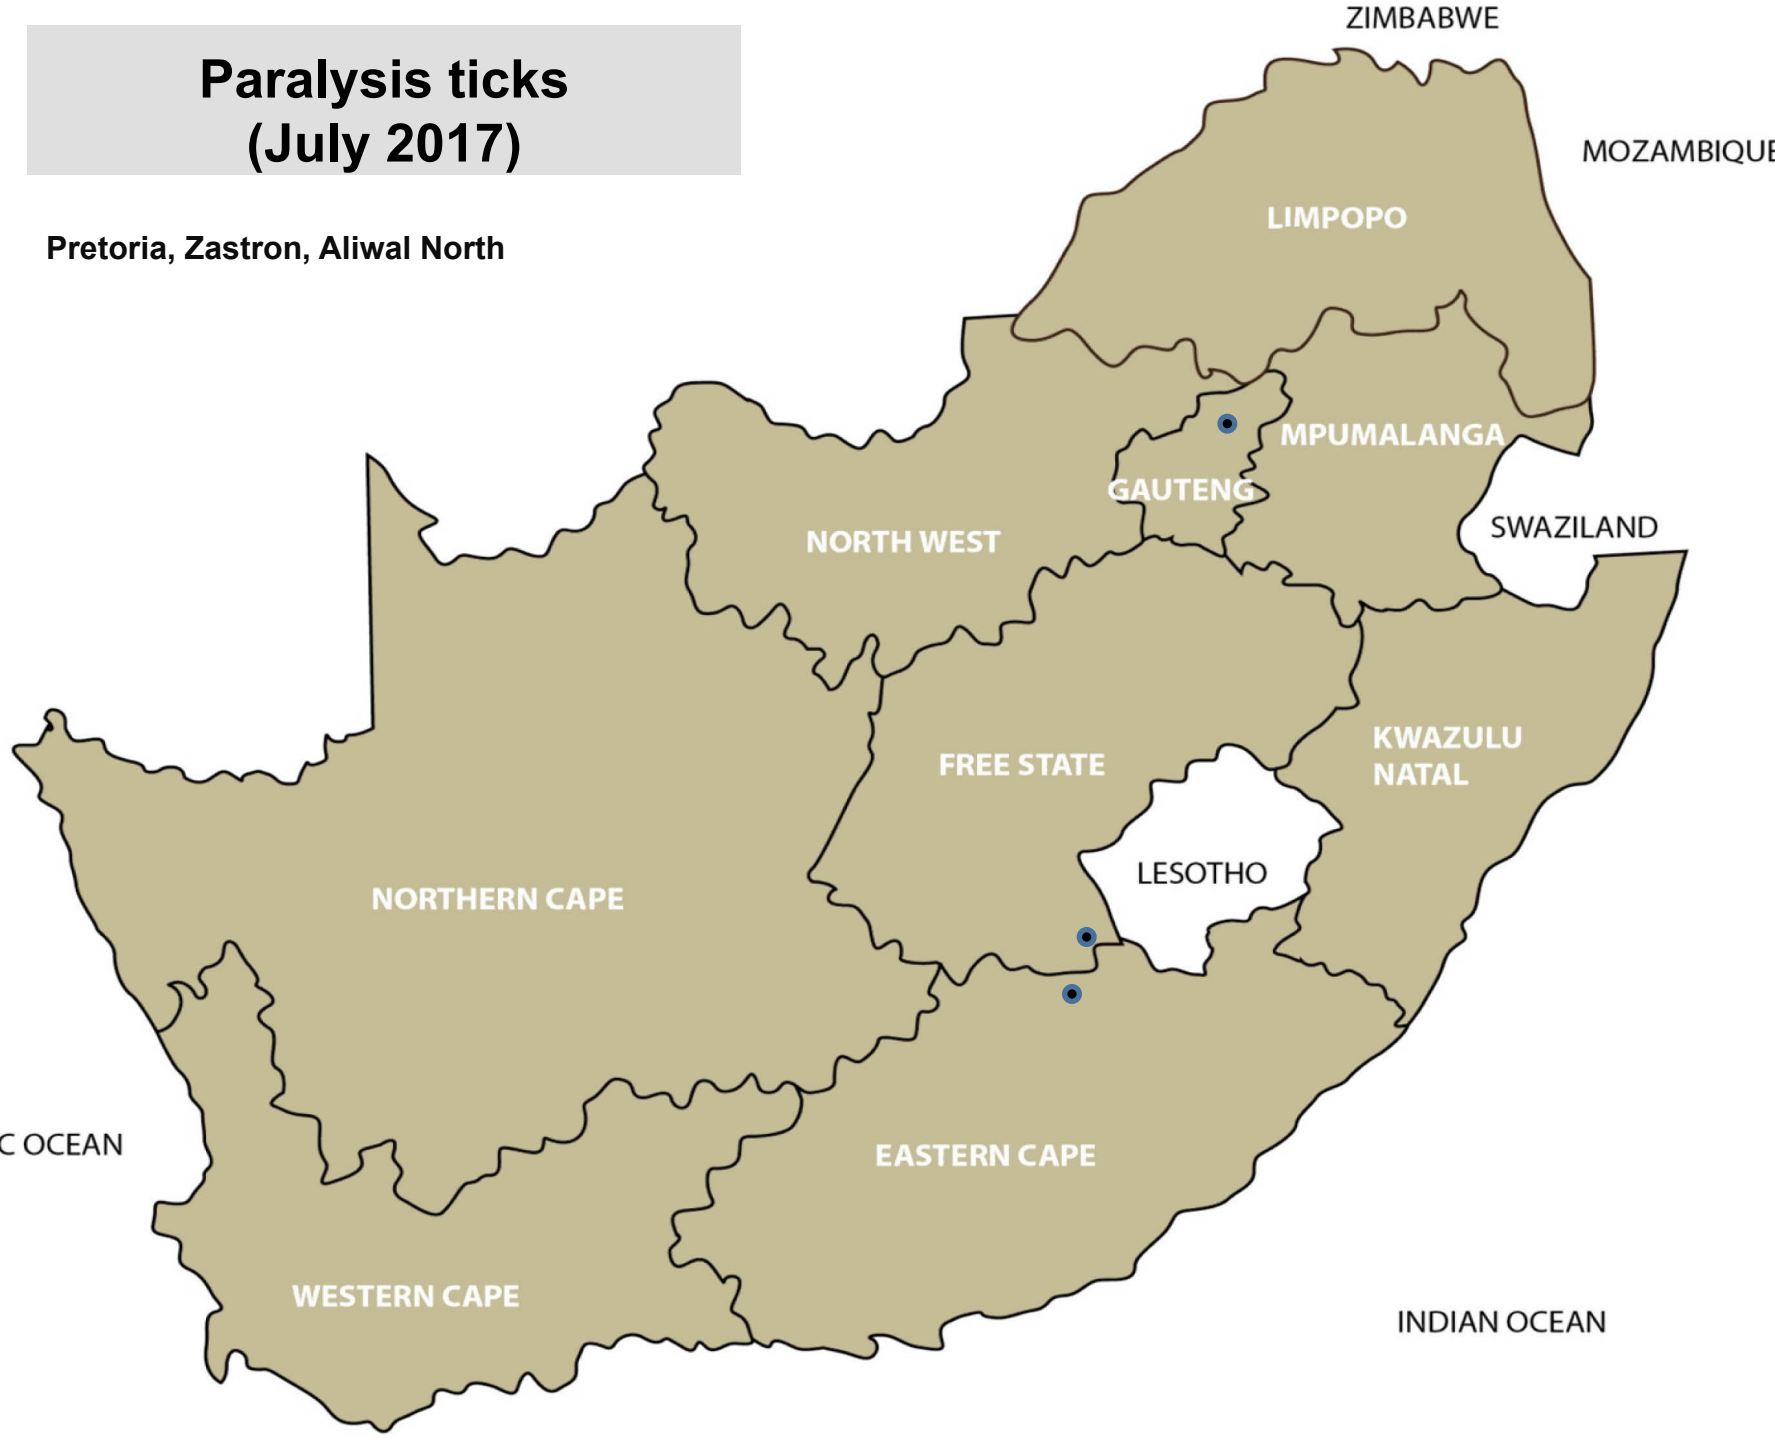 Paralysis ticks
(July 2017)
Pretoria, Zastron, Aliwal North
ZIMBABWE
MOZAMBIQUE
LIMPOPO
MPUMALANGA
GAUTENG
SWAZILAND
NORTH WEST
KWAZULU
NATAL
FREE STATE
LESOTHO
NORTHERN CAPE
C OCEAN
EASTERN CAPE
WESTERN CAPE
INDIAN OCEAN